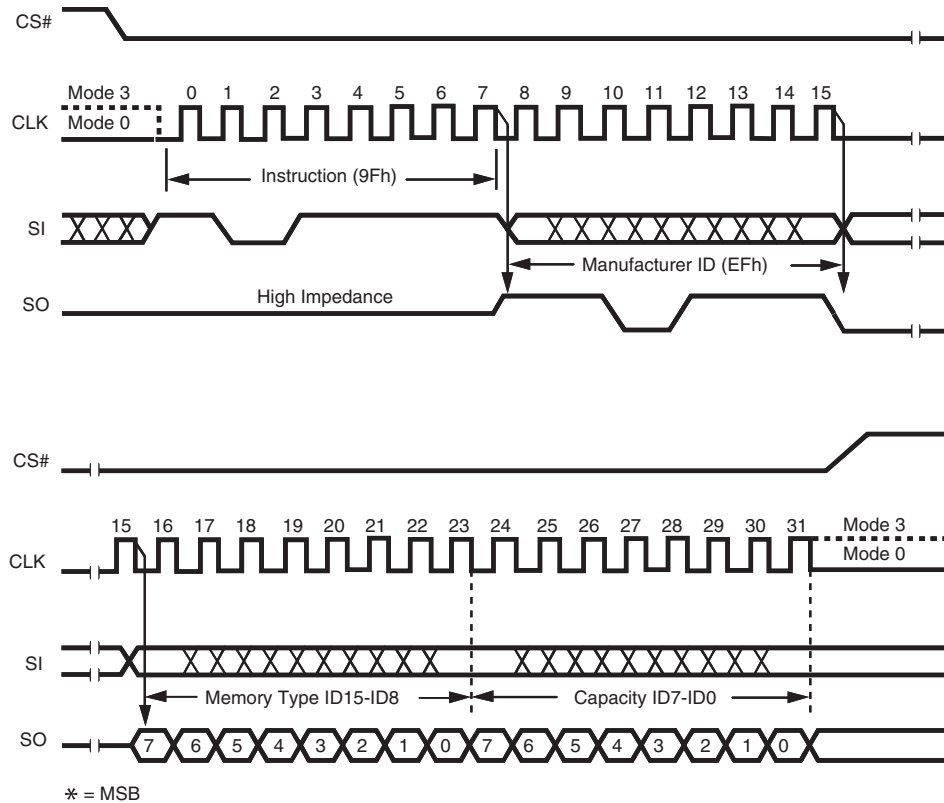 CS#
Mode 3
0 1 2 3 4 5 6 7 8 9 10 11 12 13 14 15
CLK
Mode 0
Instruction (9Fh)
SI
Manufacturer ID (EFh)
High Impedance
SO
CS#
15 16 17 18 19 20 21 22 23 24 25 26 27 28 29 30 31
Mode 3
CLK
Mode 0
SI
Memory Type ID15-ID8
Capacity ID7-ID0
SO
7 6 5 4 3 2 1 0 7 6 5 4 3 2 1 0
* = MSB